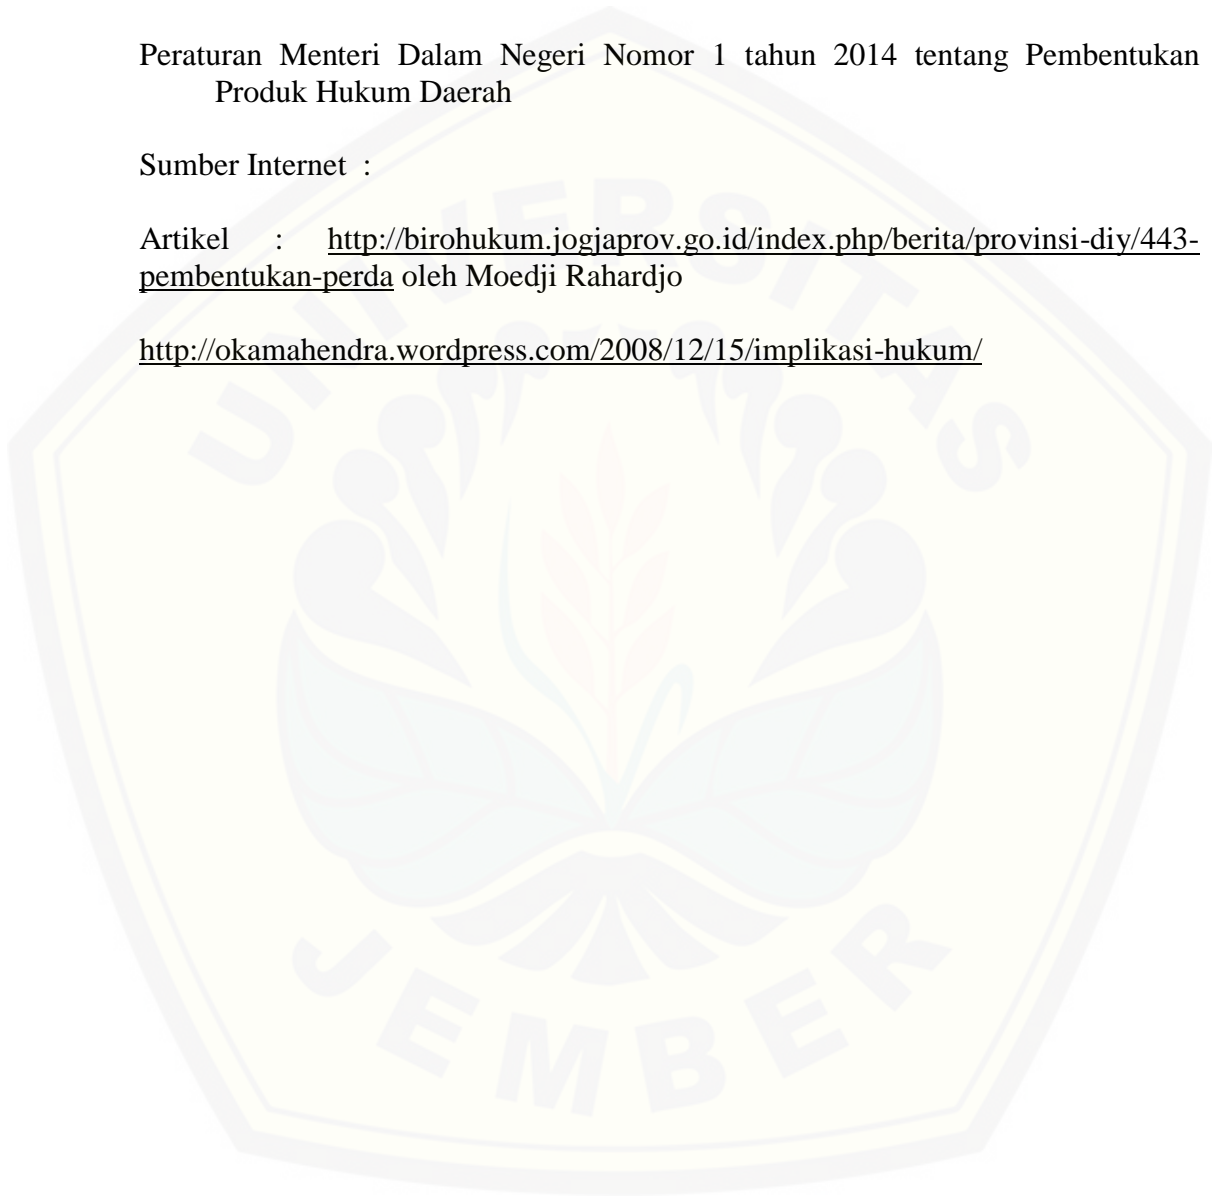 Peraturan Menteri Dalam Negeri Nomor 1 tahun 2014 tentang Pembentukan
Produk Hukum Daerah
Sumber Internet :
Artikel : http://birohukum.jogjaprov.go.id/index.php/berita/provinsi-diy/443-
pembentukan-perda oleh Moedji Rahardjo
http://okamahendra.wordpress.com/2008/12/15/implikasi-hukum/
UNIVERSITAS
JEMBER